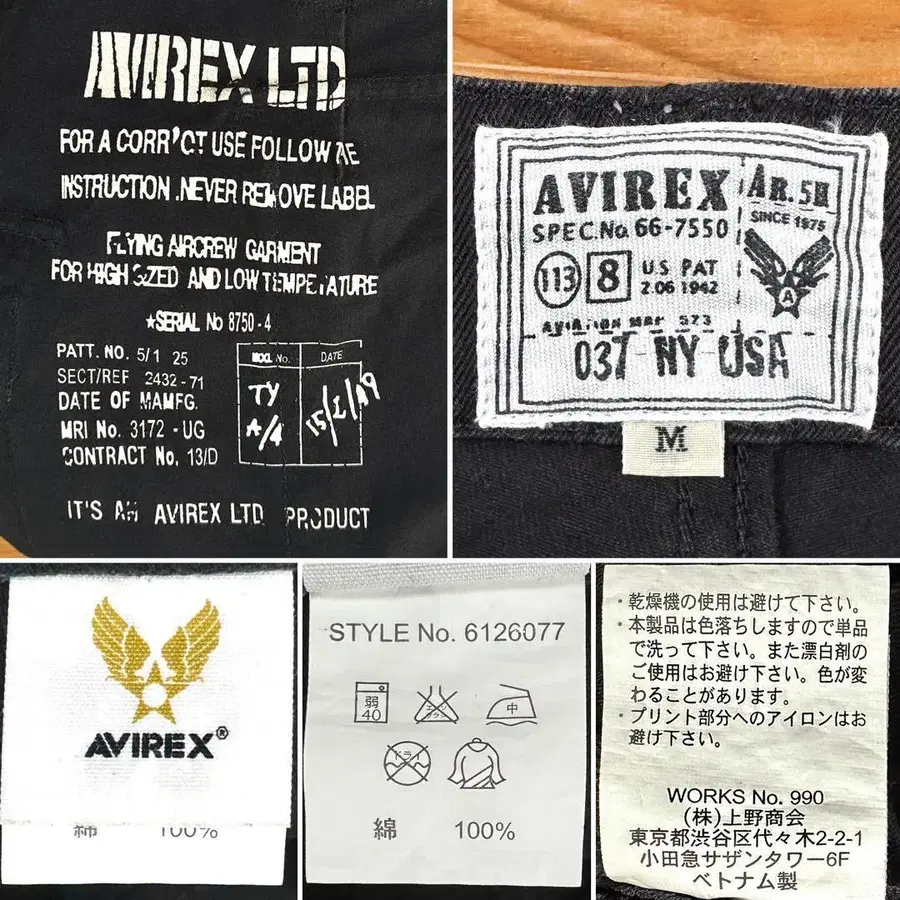 AVIREX LTD
FOR A CORR'CT USE FOLLOW
INSTRUCTION .NEVER REMOVE LABEL
FLYING AIRCREW GARMENT
FOR HIGH SIZED AND LOW TEMPERATURE
★SERIAL No 8750-4
PATT. NO. 5/1 25
SECT/REF 2432-71
DATE OF MAMFG.
MRI No. 3172 -UG
CONTRACT No. 13/D
No. DATE
TY
A/4
IT'S AN AVIREX LTD PRODUCT
AVIREX
SPEC.No. 66-7550
113 8 U.S. PAT
2.06 1942
037 NY USA
SINCE 1975
A
M
AVIREX®
綿 100%
STYLE No. 6126077
弱
40
中
ドライ
綿 100%
・乾燥機の使用は避けて下さい。
・本製品は色落ちしますので単品
で洗って下さい。また漂白剤の
ご使用はお避け下さい。色が変
わることがあります。
・プリント部分へのアイロンはお
避け下さい。
WORKS No. 990
(株)上野商会
東京都渋谷区代々木2-2-1
小田急サザンタワー6F
ベトナム製